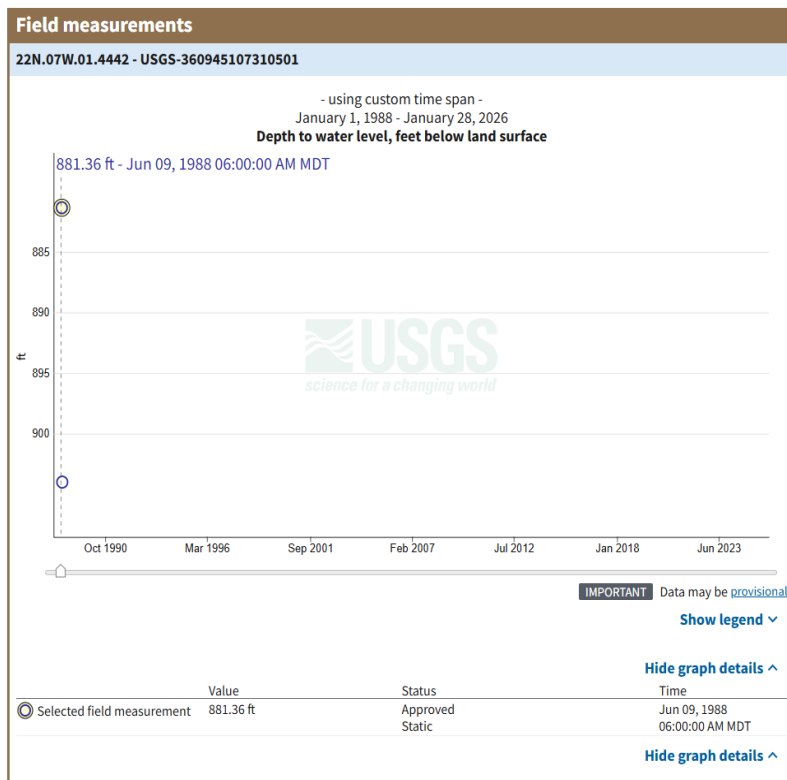 Field measurements
22N.07W.01.4442 - USGS-360945107310501
- using custom time span -
January 1, 1988 - January 28, 2026
Depth to water level, feet below land surface
881.36 ft - Jun 09, 1988 06:00:00 AM MDT
885
890
ft
895
900
USGS
science for a changing world
Oct 1990 Mar 1996 Sep 2001 Feb 2007 Jul 2012 Jan 2018 Jun 2023
IMPORTANT Data may be provisional
Show legend
Hide graph details
Value Status Time
Selected field measurement 881.36 ft Approved Jun 09, 1988
Static 06:00:00 AM MDT
Hide graph details